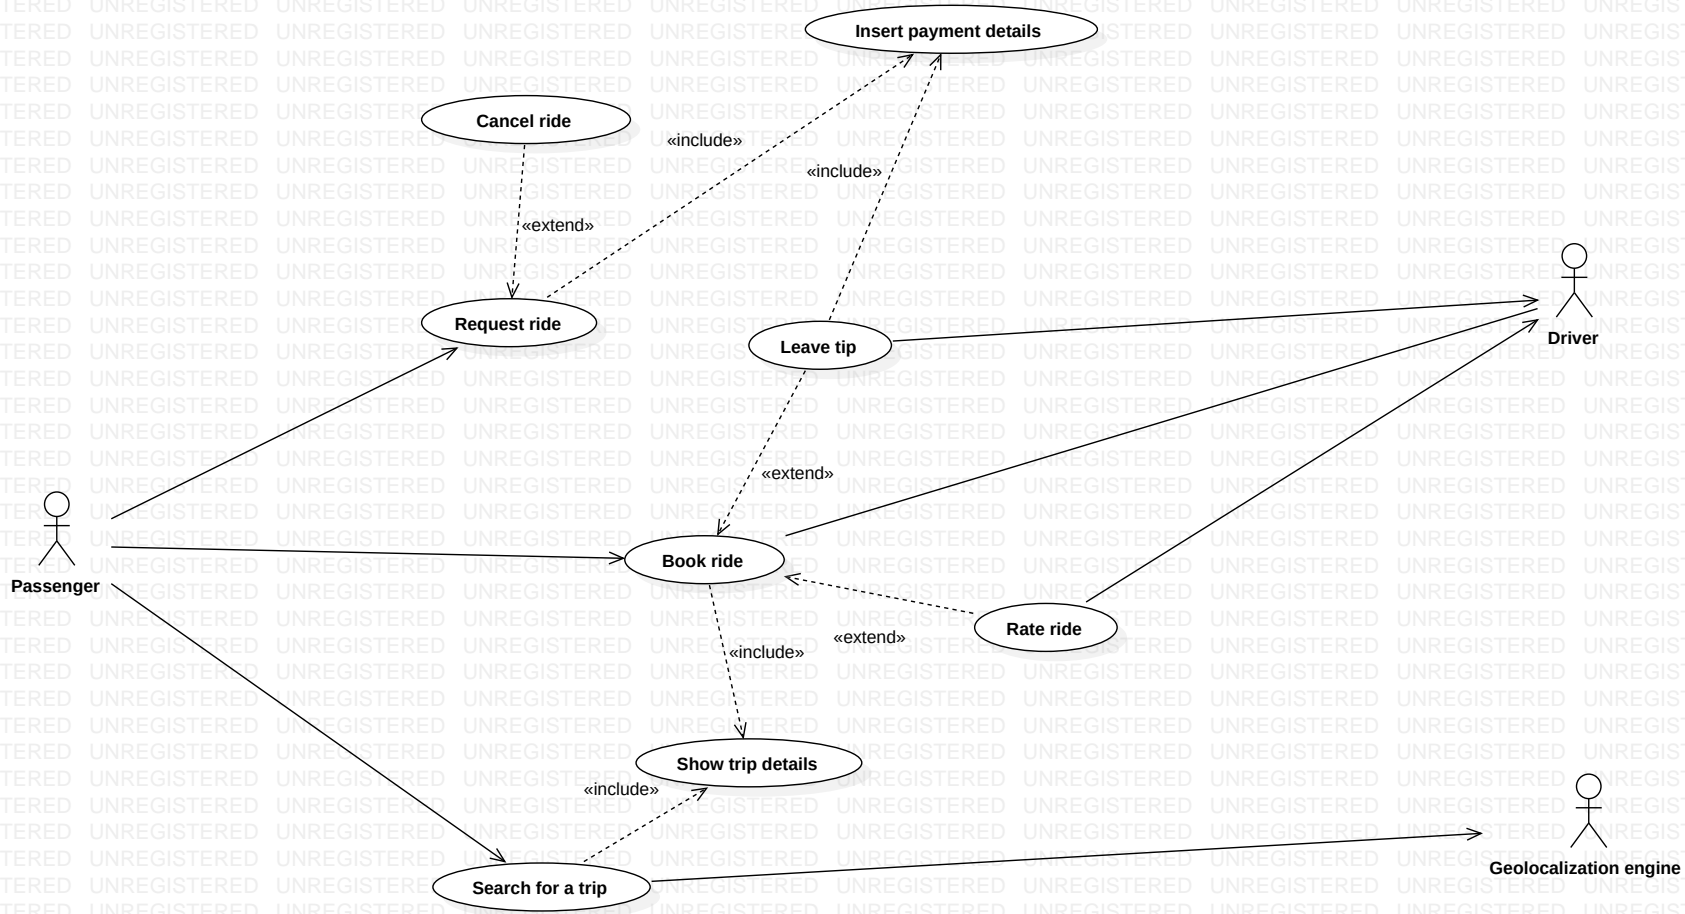 Insert payment details
Cancel ride
«include»
«include»
«extend»
Request ride
Leave tip
Driver
«extend»
Book ride
Passenger
Rate ride
«extend»
«include»
Show trip details
«include»
Geolocalization engine
Search for a trip
UNREGISTERED